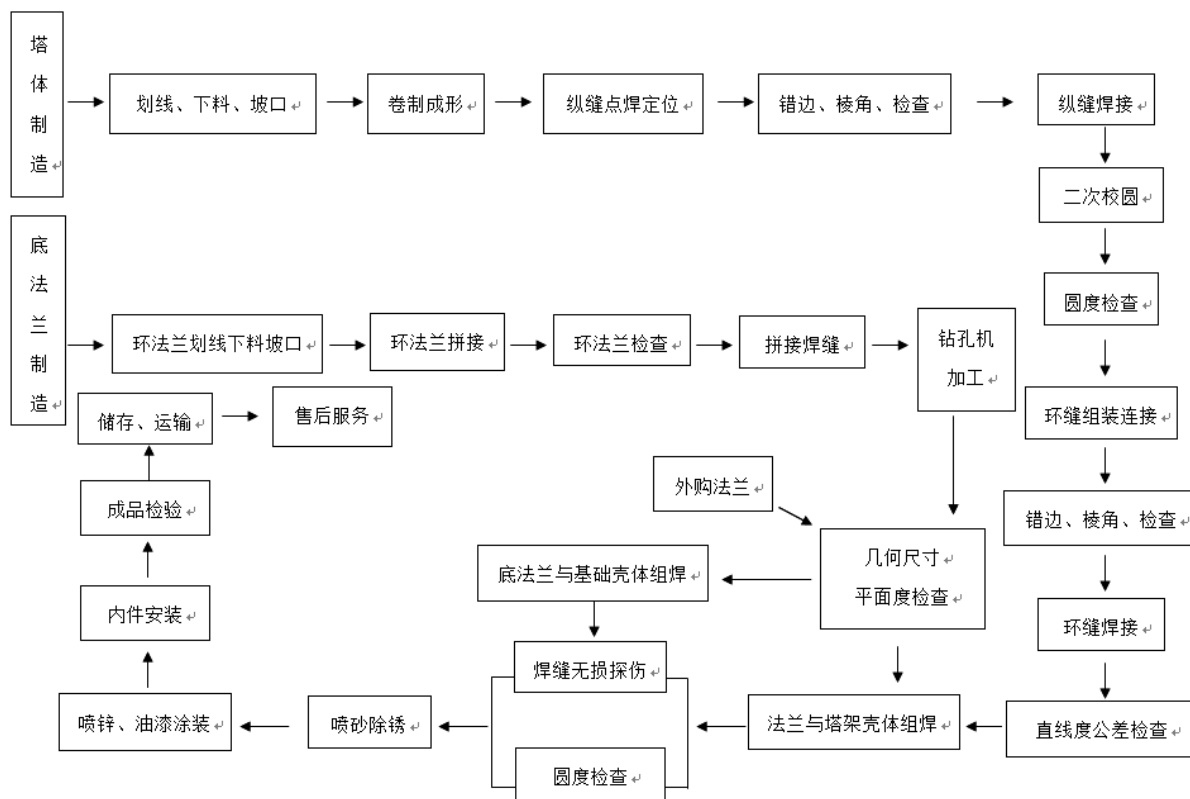 塔体制造
划线、下料、坡口
卷制成形
纵缝点焊定位
错边、棱角、检查
纵缝焊接
二次校圆
圆度检查
环缝组装连接
错边、棱角、检查
环缝焊接
直线度公差检查
底法兰制造
环法兰划线下料坡口
环法兰拼接
环法兰检查
拼接焊缝
钻孔机
加工
外购法兰
几何尺寸
平面度检查
底法兰与基础壳体组焊
法兰与塔架壳体组焊
焊缝无损探伤
圆度检查
喷砂除锈
喷锌、油漆涂装
内件安装
成品检验
储存、运输
售后服务